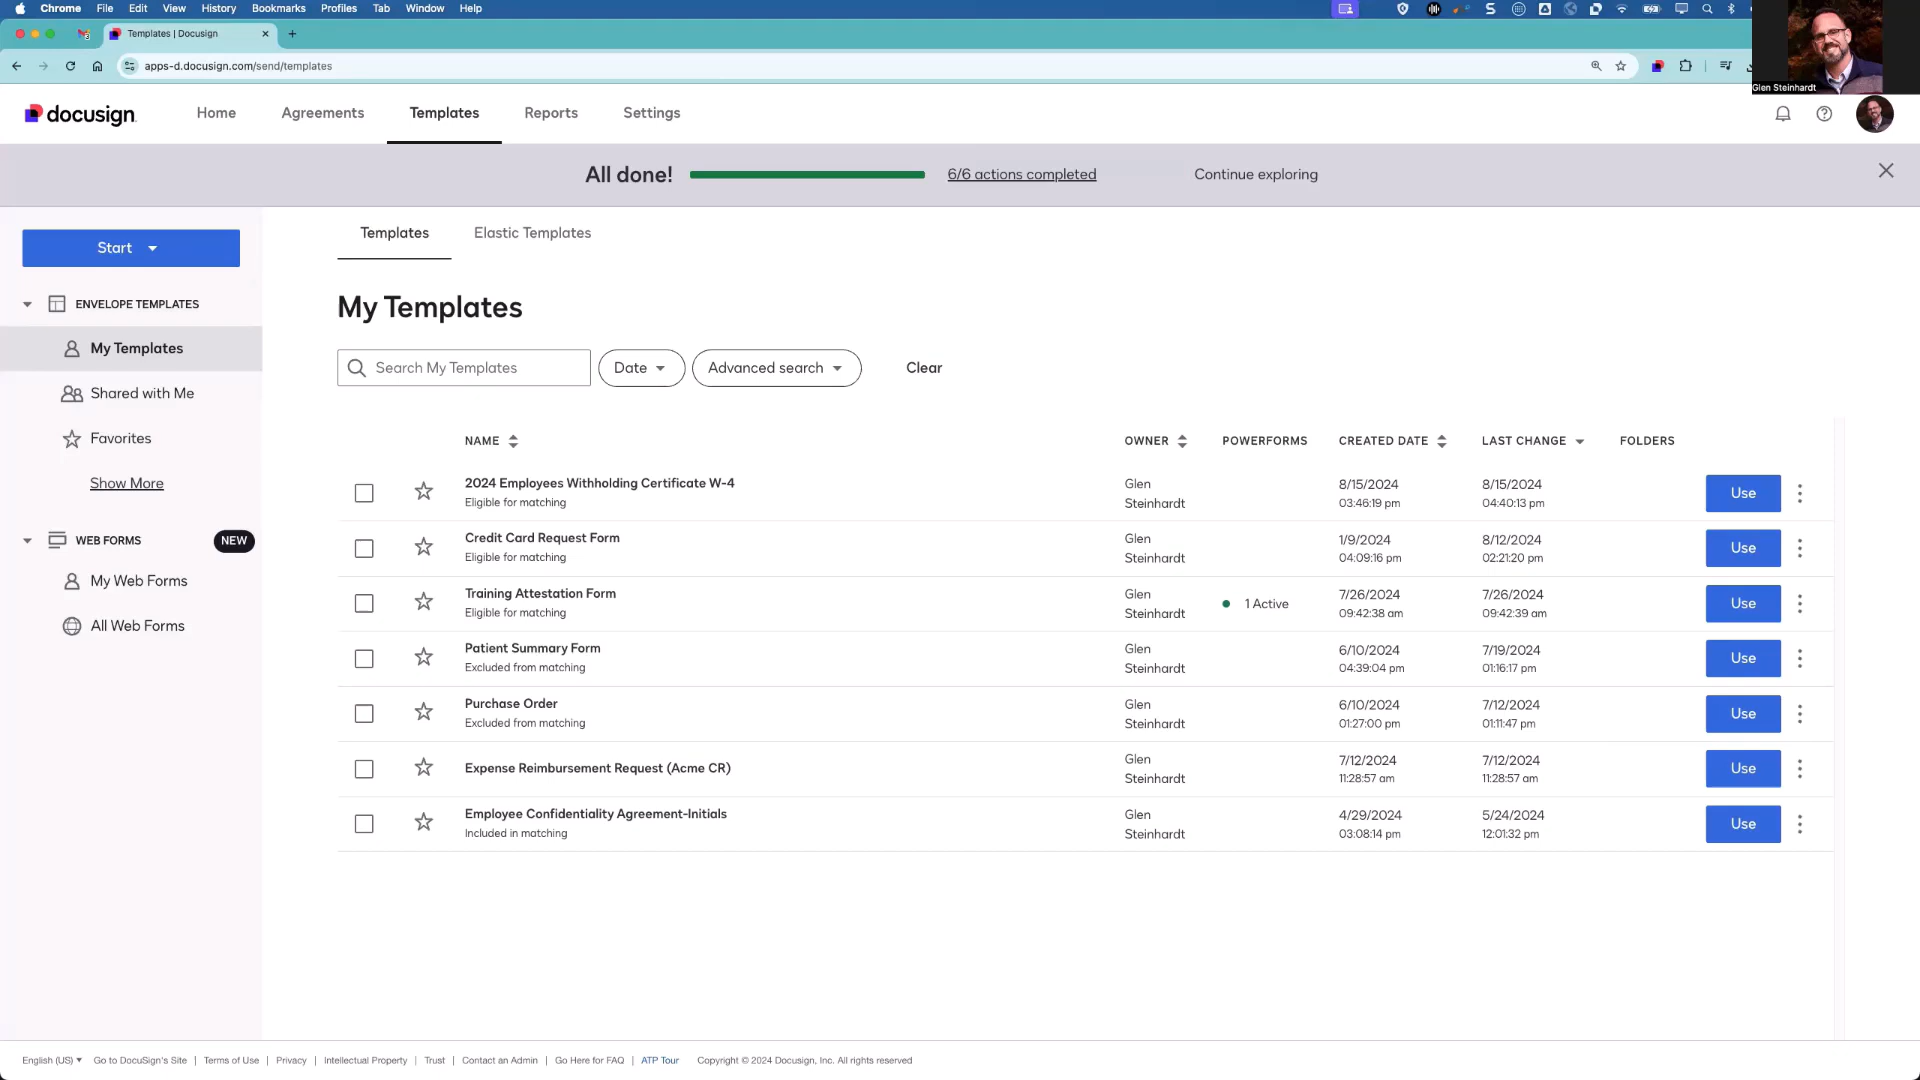 Chrome File Edit View History Bookmarks Profiles Tab Window Help
Templates | Docusign
apps-d.docusign.com/send/templates
Glen Steinhardt
docusign
Home Agreements Templates Reports Settings
All done! 6/6 actions completed Continue exploring
Start
ENVELOPE TEMPLATES
My Templates
Shared with Me
Favorites
Show More
WEB FORMS NEW
My Web Forms
All Web Forms
Templates Elastic Templates
My Templates
Search My Templates Date Advanced search Clear
NAME OWNER POWERFORMS CREATED DATE LAST CHANGE FOLDERS
2024 Employees Withholding Certificate W-4 Glen 8/15/2024 8/15/2024 Use
Eligible for matching Steinhardt 03:46:19 pm 04:40:13 pm
Credit Card Request Form Glen 1/9/2024 8/12/2024 Use
Eligible for matching Steinhardt 04:09:16 pm 02:21:20 pm
Training Attestation Form Glen 1 Active 7/26/2024 7/26/2024 Use
Eligible for matching Steinhardt 09:42:38 am 09:42:39 am
Patient Summary Form Glen 6/10/2024 7/19/2024 Use
Excluded from matching Steinhardt 04:39:04 pm 01:16:17 pm
Purchase Order Glen 6/10/2024 7/12/2024 Use
Excluded from matching Steinhardt 01:27:00 pm 01:11:47 pm
Expense Reimbursement Request (Acme CR) Glen 7/12/2024 7/12/2024 Use
Steinhardt 11:28:57 am 11:28:57 am
Employee Confidentiality Agreement-Initials Glen 4/29/2024 5/24/2024 Use
Included in matching Steinhardt 03:08:14 pm 12:01:32 pm
English (US) Go to DocuSign's Site | Terms of Use | Privacy | Intellectual Property | Trust | Contact an Admin | Go Here for FAQ | ATP Tour Copyright © 2024 Docusign, Inc. All rights reserved